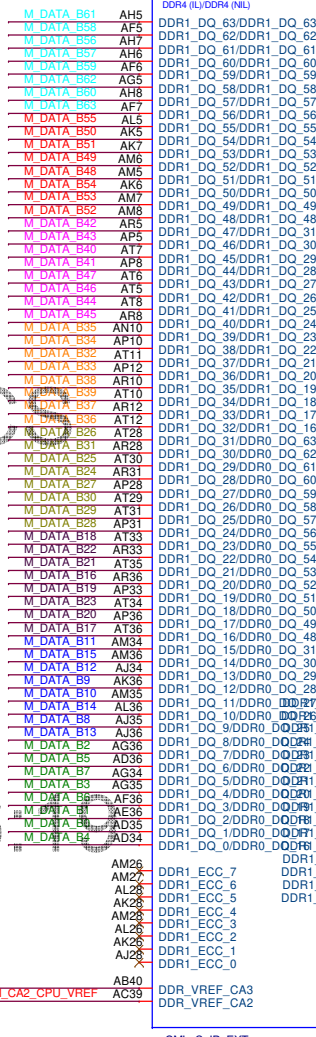 DDR4 (IL)/DDR4 (NIL)
M_DATA_B61 AH5 DDR1_DQ_63/DDR1_DQ_63
M_DATA_B58 AF5 DDR1_DQ_62/DDR1_DQ_62
M_DATA_B56 AH7 DDR1_DQ_61/DDR1_DQ_61
M_DATA_B57 AH6 DDR1_DQ_60/DDR1_DQ_60
M_DATA_B59 AF6 DDR1_DQ_59/DDR1_DQ_59
M_DATA_B62 AG5 DDR1_DQ_58/DDR1_DQ_58
M_DATA_B60 AH8 DDR1_DQ_57/DDR1_DQ_57
M_DATA_B63 AF7 DDR1_DQ_56/DDR1_DQ_56
M_DATA_B55 AL5 DDR1_DQ_55/DDR1_DQ_55
M_DATA_B50 AK5 DDR1_DQ_54/DDR1_DQ_54
M_DATA_B51 AK7 DDR1_DQ_53/DDR1_DQ_53
M_DATA_B49 AM6 DDR1_DQ_52/DDR1_DQ_52
M_DATA_B48 AM5 DDR1_DQ_51/DDR1_DQ_51
M_DATA_B54 AK6 DDR1_DQ_50/DDR1_DQ_50
M_DATA_B53 AM7 DDR1_DQ_49/DDR1_DQ_49
M_DATA_B52 AM8 DDR1_DQ_48/DDR1_DQ_48
M_DATA_B42 AR5 DDR1_DQ_47/DDR1_DQ_31
M_DATA_B43 AP5 DDR1_DQ_46/DDR1_DQ_30
M_DATA_B40 AT7 DDR1_DQ_45/DDR1_DQ_29
M_DATA_B41 AP8 DDR1_DQ_44/DDR1_DQ_28
M_DATA_B47 AT6 DDR1_DQ_43/DDR1_DQ_27
M_DATA_B46 AT5 DDR1_DQ_42/DDR1_DQ_26
M_DATA_B44 AT8 DDR1_DQ_41/DDR1_DQ_25
M_DATA_B45 AR8 DDR1_DQ_40/DDR1_DQ_24
M_DATA_B35 AN10 DDR1_DQ_39/DDR1_DQ_23
M_DATA_B34 AP10 DDR1_DQ_38/DDR1_DQ_22
M_DATA_B32 AT11 DDR1_DQ_37/DDR1_DQ_21
M_DATA_B33 AP12 DDR1_DQ_36/DDR1_DQ_20
M_DATA_B38 AR10 DDR1_DQ_35/DDR1_DQ_19
M_DATA_B39 AT10 DDR1_DQ_34/DDR1_DQ_18
M_DATA_B37 AR12 DDR1_DQ_33/DDR1_DQ_17
M_DATA_B36 AT12 DDR1_DQ_32/DDR1_DQ_16
M_DATA_B26 AT28 DDR1_DQ_31/DDR0_DQ_63
M_DATA_B31 AR28 DDR1_DQ_30/DDR0_DQ_62
M_DATA_B25 AT30 DDR1_DQ_29/DDR0_DQ_61
M_DATA_B24 AR31 DDR1_DQ_28/DDR0_DQ_60
M_DATA_B27 AP28 DDR1_DQ_27/DDR0_DQ_59
M_DATA_B30 AT29 DDR1_DQ_26/DDR0_DQ_58
M_DATA_B29 AT31 DDR1_DQ_25/DDR0_DQ_57
M_DATA_B28 AP31 DDR1_DQ_24/DDR0_DQ_56
M_DATA_B18 AT33 DDR1_DQ_23/DDR0_DQ_55
M_DATA_B22 AR33 DDR1_DQ_22/DDR0_DQ_54
M_DATA_B21 AT35 DDR1_DQ_21/DDR0_DQ_53
M_DATA_B16 AR36 DDR1_DQ_20/DDR0_DQ_52
M_DATA_B19 AP33 DDR1_DQ_19/DDR0_DQ_51
M_DATA_B23 AT34 DDR1_DQ_18/DDR0_DQ_50
M_DATA_B20 AP36 DDR1_DQ_17/DDR0_DQ_49
M_DATA_B17 AT36 DDR1_DQ_16/DDR0_DQ_48
M_DATA_B11 AM34 DDR1_DQ_15/DDR0_DQ_31
M_DATA_B15 AM36 DDR1_DQ_14/DDR0_DQ_30
M_DATA_B12 AJ34 DDR1_DQ_13/DDR0_DQ_29
M_DATA_B9 AK36 DDR1_DQ_12/DDR0_DQ_28
M_DATA_B10 AM35 DDR1_DQ_11/DDR0_DQ_27
M_DATA_B14 AL36 DDR1_DQ_10/DDR0_DQ_26
M_DATA_B8 AJ35 DDR1_DQ_9/DDR0_DQ_25
M_DATA_B13 AJ36 DDR1_DQ_8/DDR0_DQ_24
M_DATA_B2 AG36 DDR1_DQ_7/DDR0_DQ_23
M_DATA_B5 AD36 DDR1_DQ_6/DDR0_DQ_22
M_DATA_B7 AG34 DDR1_DQ_5/DDR0_DQ_21
M_DATA_B3 AG35 DDR1_DQ_4/DDR0_DQ_20
AF36 DDR1_DQ_3/DDR0_DQ_19
AE36 DDR1_DQ_2/DDR0_DQ_18
AD35 DDR1_DQ_1/DDR0_DQ_17
AD34 DDR1_DQ_0/DDR0_DQ_16
DDR1_
AM26 DDR1_ECC_7 DDR1_
AM27 DDR1_ECC_6 DDR1_
AL28 DDR1_ECC_5 DDR1_
AK28 DDR1_ECC_4
AM28 DDR1_ECC_3
AL26 DDR1_ECC_2
AK26 DDR1_ECC_1
AJ28 DDR1_ECC_0
AB40 DDR_VREF_CA3
_CA2_CPU_VREF AC39 DDR_VREF_CA2